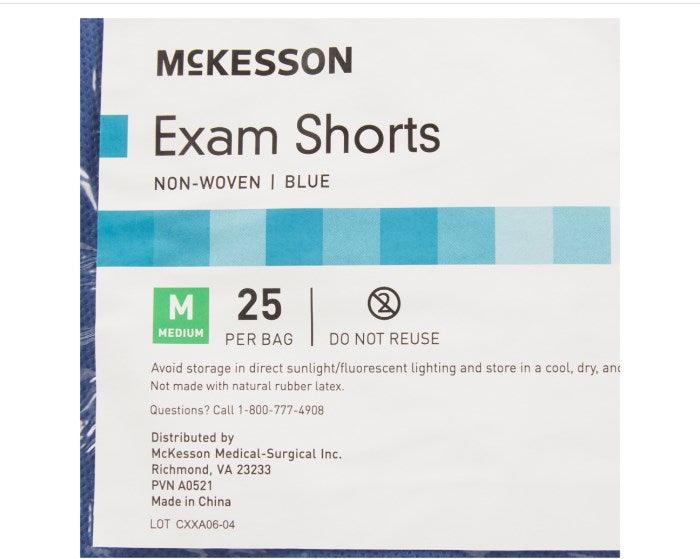 McKESSON
Exam Shorts
NON-WOVEN | BLUE
M
MEDIUM
25
PER BAG
2
DO NOT REUSE
Avoid storage in direct sunlight/fluorescent lighting and store in a cool, dry, and
Not made with natural rubber latex.
Questions? Call 1-800-777-4908
Distributed by
McKesson Medical-Surgical Inc.
Richmond, VA 23233
PVN A0521
Made in China
LOT CXXA06-04